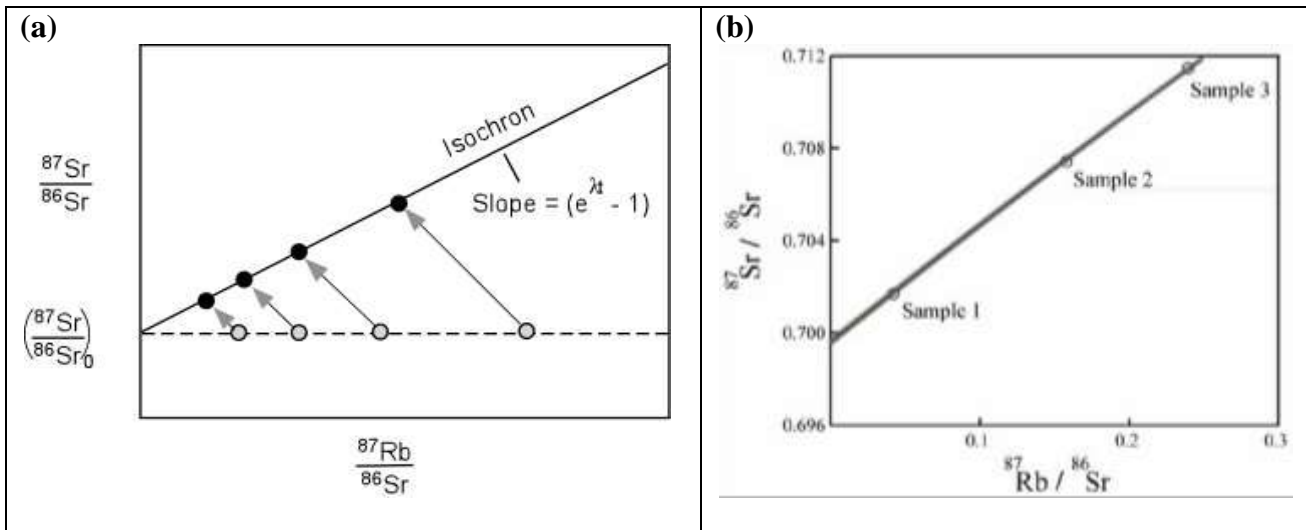 (a)
⁸⁷Sr
⁸⁶Sr
(⁸⁷Sr
⁸⁶Sr)₀
Isochron
Slope = (e^λt - 1)
⁸⁷Rb
⁸⁶Sr
(b)
0.712
0.708
0.704
0.700
0.696
⁸⁷Sr / ⁸⁶Sr
Sample 3
Sample 2
Sample 1
0.1
0.2
0.3
⁸⁷Rb / ⁸⁶Sr